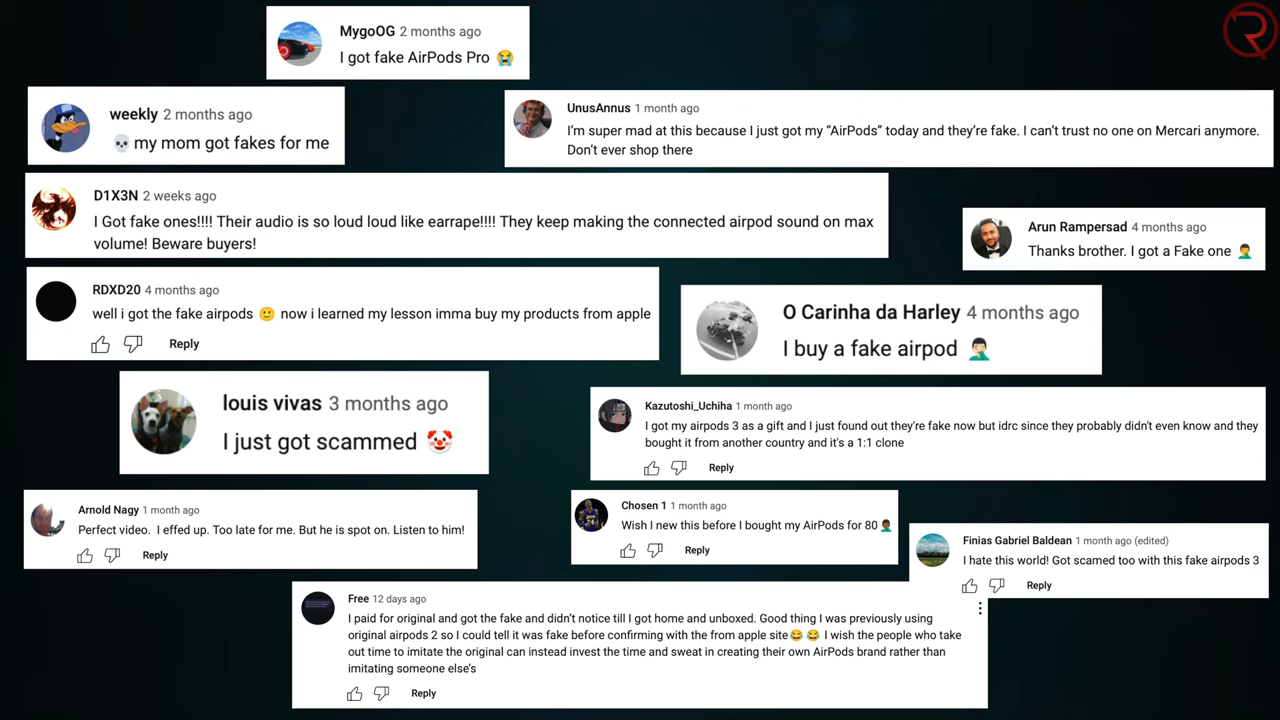 MygoOG 2 months ago
I got fake AirPods Pro 😭
weekly 2 months ago
💀 my mom got fakes for me
UnusAnnus 1 month ago
I'm super mad at this because I just got my “AirPods” today and they're fake. I can't trust no one on Mercari anymore.
Don't ever shop there
D1X3N 2 weeks ago
I Got fake ones!!!! Their audio is so loud loud like earrape!!!! They keep making the connected airpod sound on max
volume! Beware buyers!
Arun Rampersad 4 months ago
Thanks brother. I got a Fake one 🤦🏻‍♂️
RDXD20 4 months ago
well i got the fake airpods 🙂 now i learned my lesson imma buy my products from apple
Reply
O Carinha da Harley 4 months ago
I buy a fake airpod 🤦🏻‍♂️
louis vivas 3 months ago
I just got scammed 🤡
Kazutoshi_Uchiha 1 month ago
I got my airpods 3 as a gift and I just found out they're fake now but idrc since they probably didn't even know and they
bought it from another country and it's a 1:1 clone
Reply
Arnold Nagy 1 month ago
Perfect video. I effed up. Too late for me. But he is spot on. Listen to him!
Reply
Chosen 1 1 month ago
Wish I new this before I bought my AirPods for 80 🤦🏾‍♂️
Reply
Finias Gabriel Baldean 1 month ago (edited)
I hate this world! Got scamed too with this fake airpods 3
Reply
Free 12 days ago
I paid for original and got the fake and didn't notice till I got home and unboxed. Good thing I was previously using
original airpods 2 so I could tell it was fake before confirming with the from apple site😂 😂 I wish the people who take
out time to imitate the original can instead invest the time and sweat in creating their own AirPods brand rather than
imitating someone else's
Reply